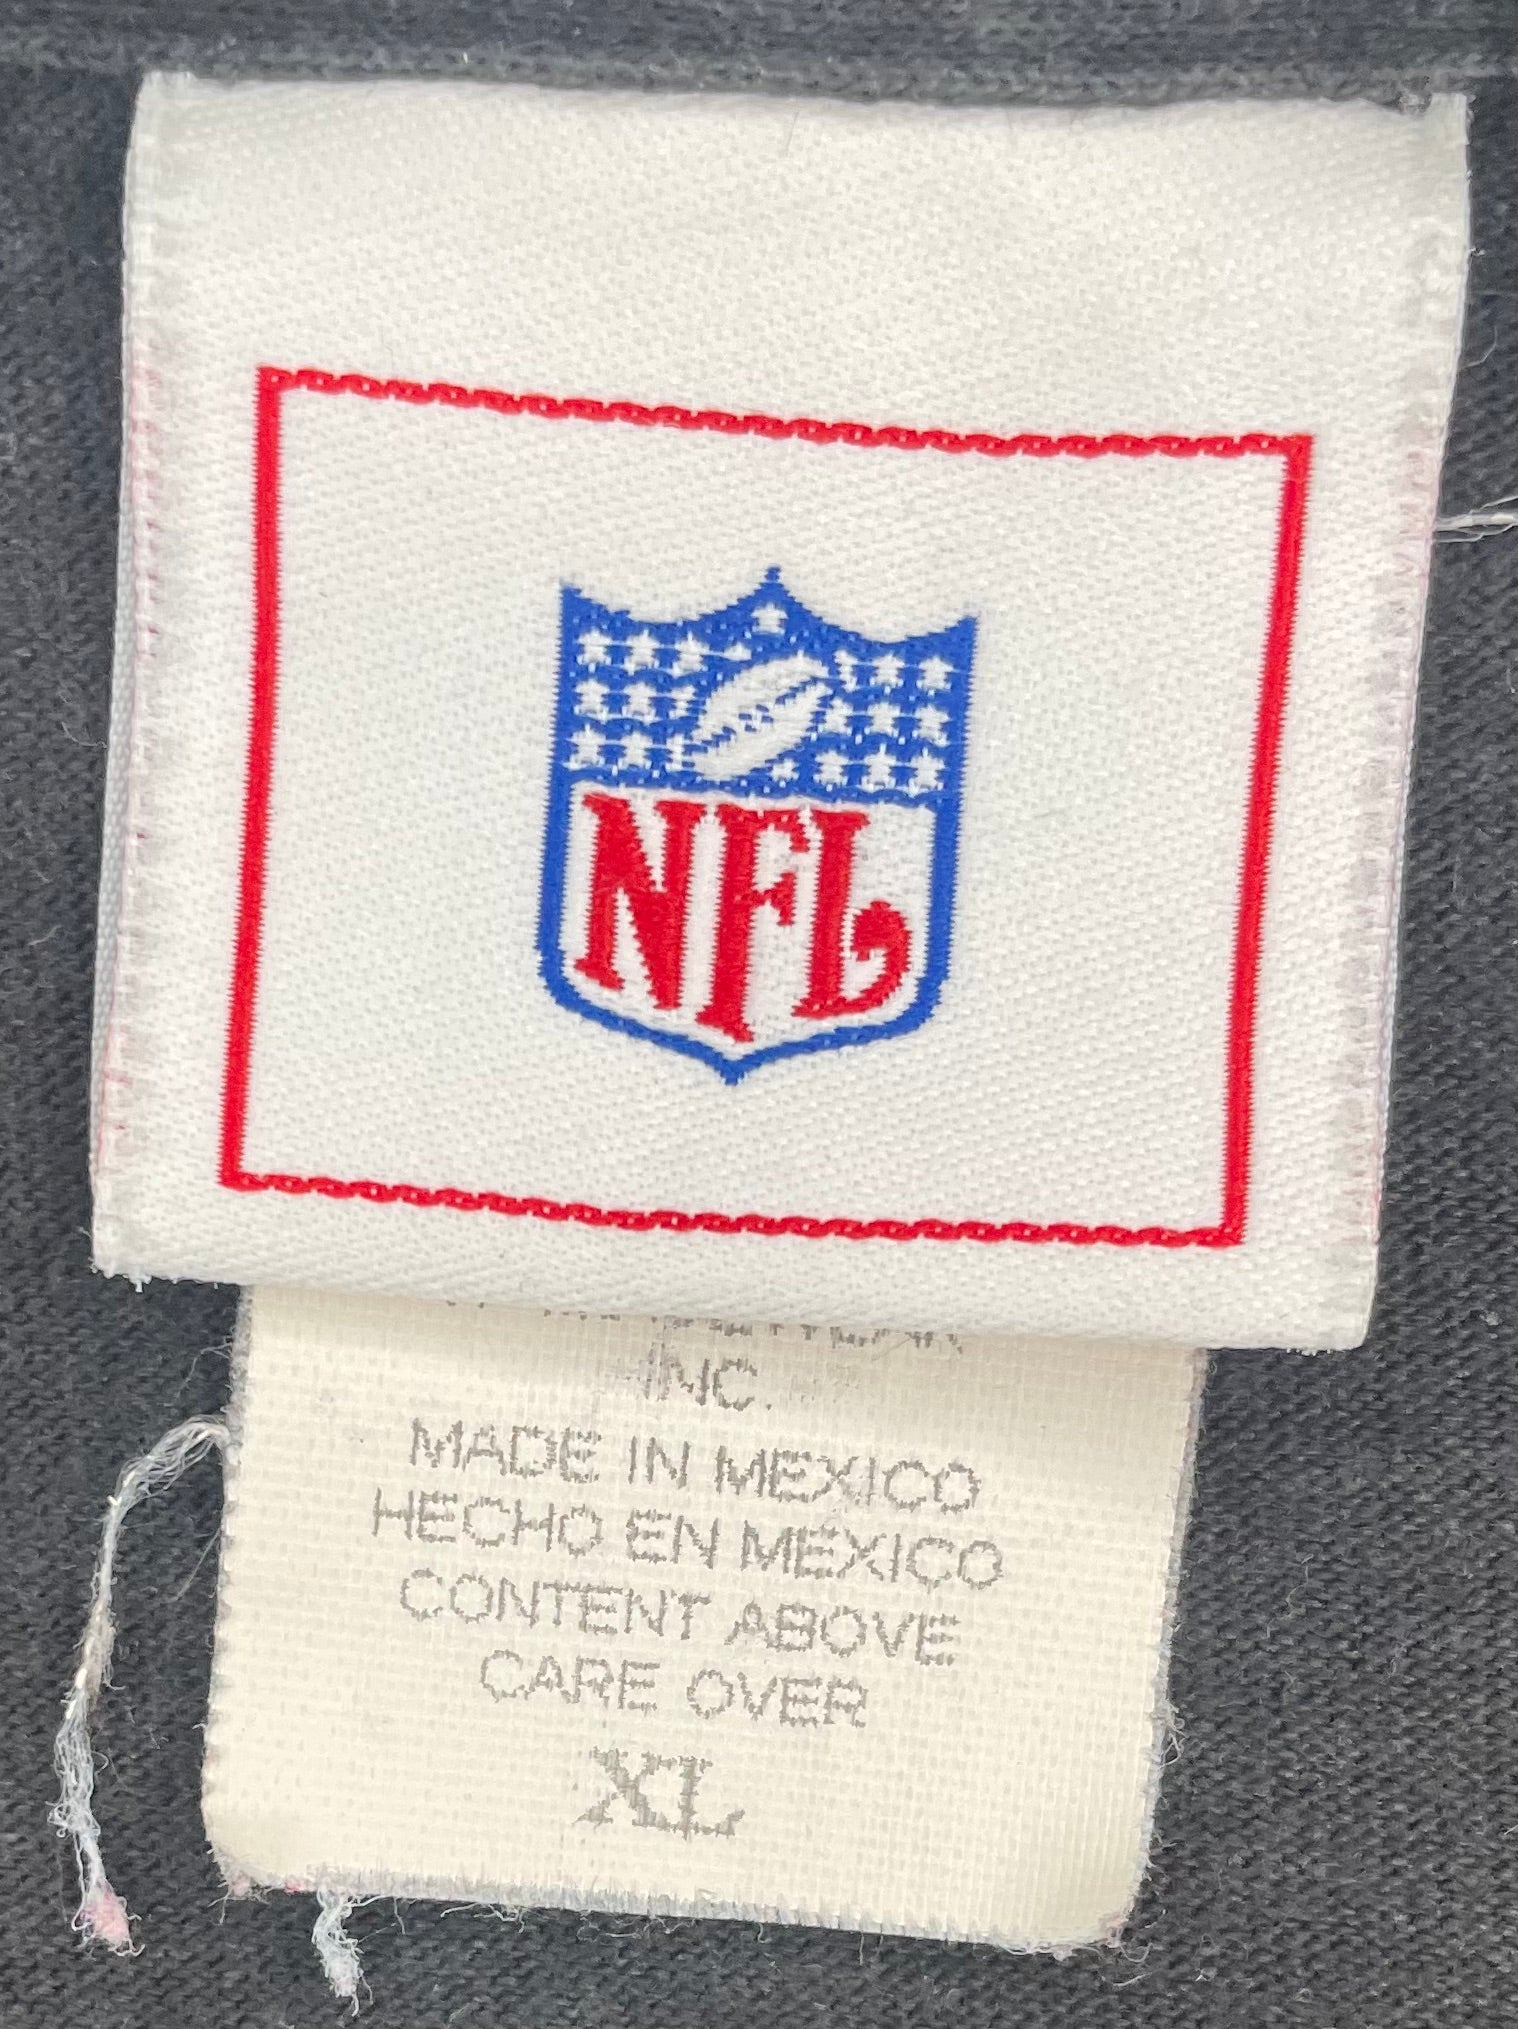 NFL
INC.
MADE IN MEXICO
HECHO EN MEXICO
CONTENT ABOVE
CARE OVER
XL